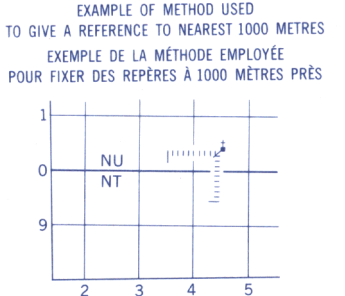 EXAMPLE OF METHOD USED
TO GIVE A REFERENCE TO NEAREST 1000 METRES
EXEMPLE DE LA MÉTHODE EMPLOYÉE
POUR FIXER DES REPÈRES À 1000 MÈTRES PRÈS
1
NU
0
NT
9
2 3 4 5